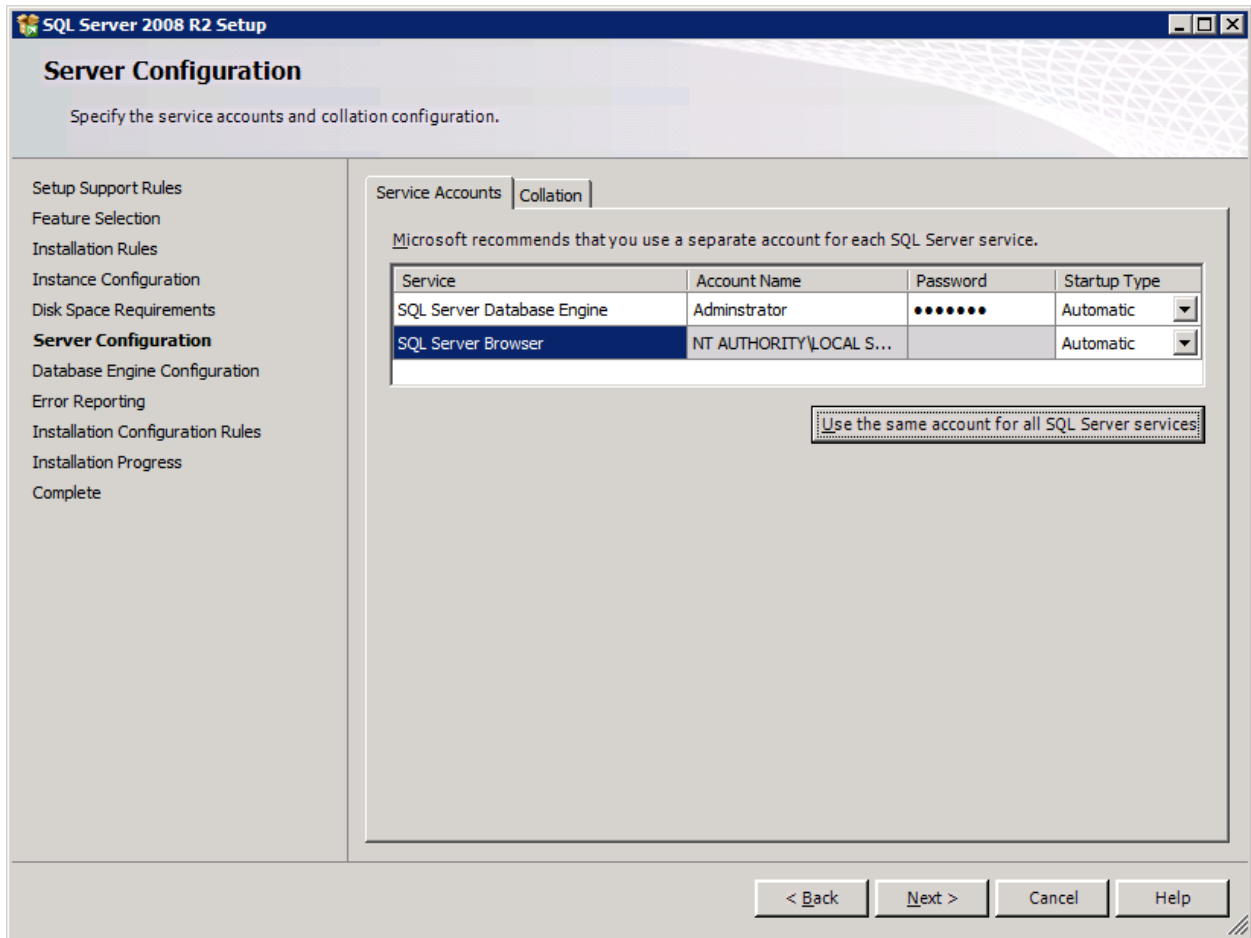 SQL Server 2008 R2 Setup
Server Configuration
Specify the service accounts and collation configuration.
Setup Support Rules
Feature Selection
Installation Rules
Instance Configuration
Disk Space Requirements
Server Configuration
Database Engine Configuration
Error Reporting
Installation Configuration Rules
Installation Progress
Complete
Service Accounts Collation
Microsoft recommends that you use a separate account for each SQL Server service.
Service Account Name Password Startup Type
SQL Server Database Engine Adminstrator ●●●●●●● Automatic
SQL Server Browser NT AUTHORITY\LOCAL S... Automatic
Use the same account for all SQL Server services
< Back Next > Cancel Help